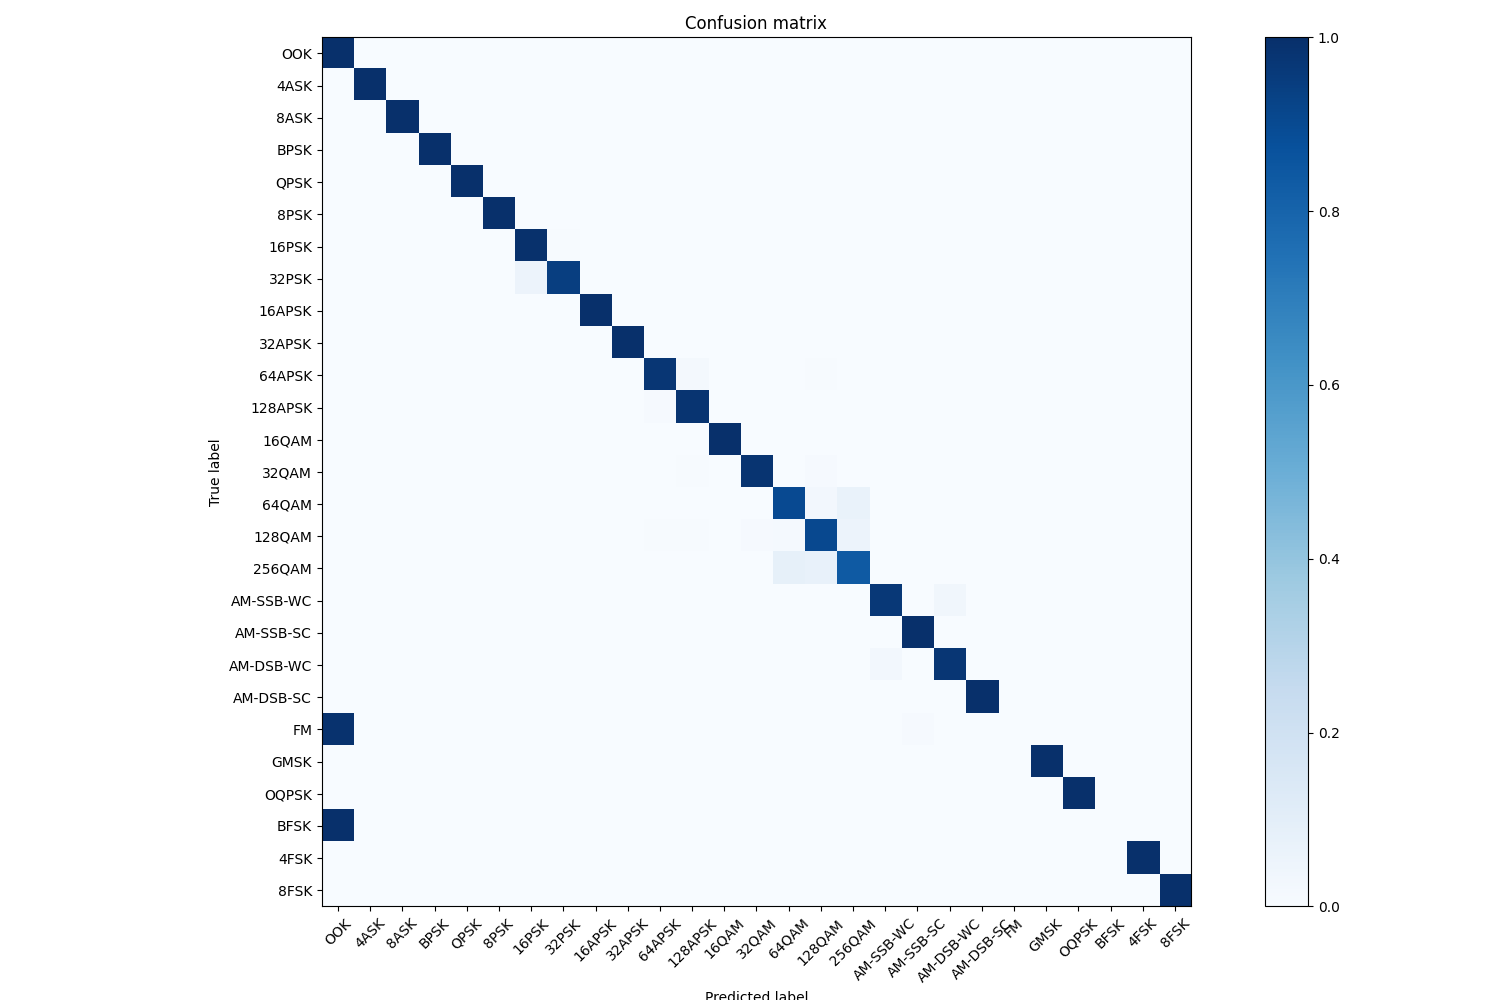 Confusion matrix
True label
OOK
4ASK
8ASK
BPSK
QPSK
8PSK
16PSK
32PSK
16APSK
32APSK
64APSK
128APSK
16QAM
32QAM
64QAM
128QAM
256QAM
AM-SSB-WC
AM-SSB-SC
AM-DSB-WC
AM-DSB-SC
FM
GMSK
OQPSK
BFSK
4FSK
8FSK
OOK
4ASK
8ASK
BPSK
QPSK
8PSK
16PSK
32PSK
16APSK
32APSK
64APSK
128APSK
16QAM
32QAM
64QAM
128QAM
256QAM
AM-SSB-WC
AM-SSB-SC
AM-DSB-WC
AM-DSB-SC
FM
GMSK
OQPSK
BFSK
4FSK
8FSK
Predicted label
1.0
0.8
0.6
0.4
0.2
0.0